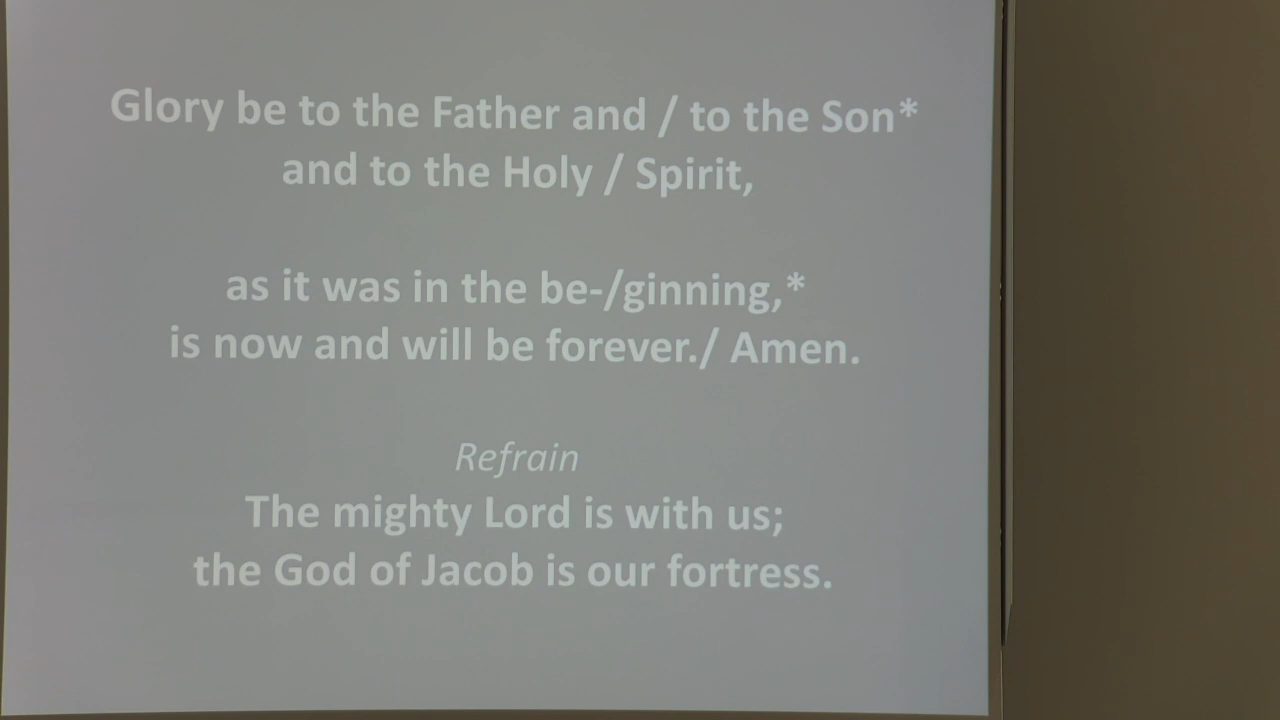 Glory be to the Father and / to the Son*
and to the Holy / Spirit,
as it was in the be-/ginning,*
is now and will be forever./ Amen.
Refrain
The mighty Lord is with us;
the God of Jacob is our fortress.